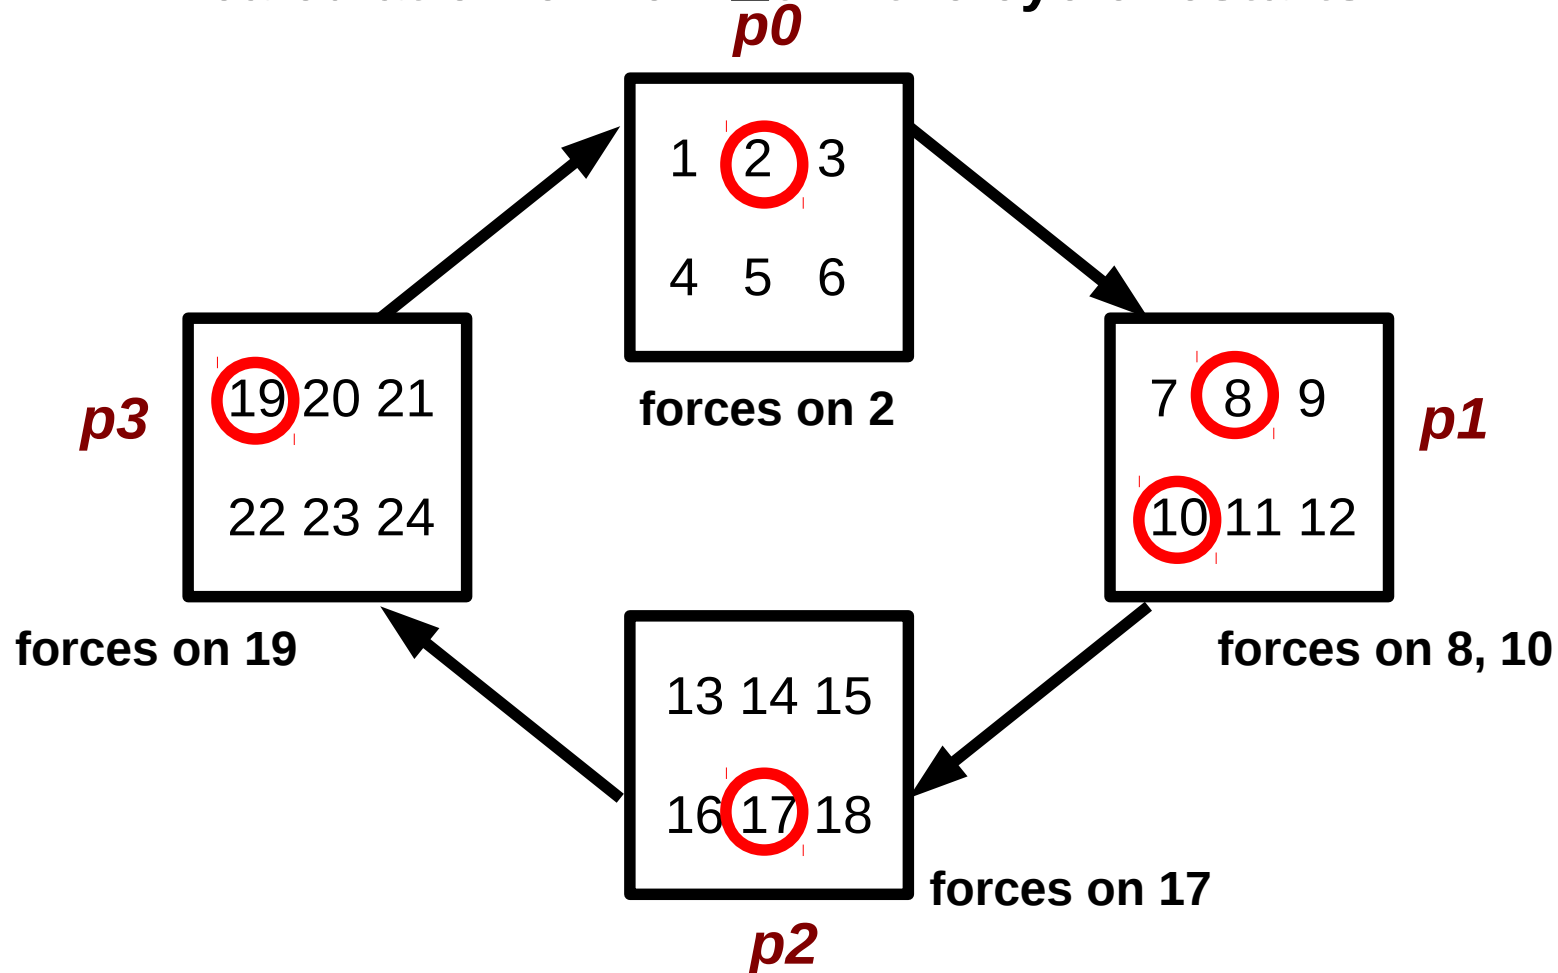 p0
1 2 3
4 5 6
forces on 2
p3
19 20 21
22 23 24
forces on 19
7 8 9
10 11 12
p1
forces on 8, 10
13 14 15
16 17 18
forces on 17
p2